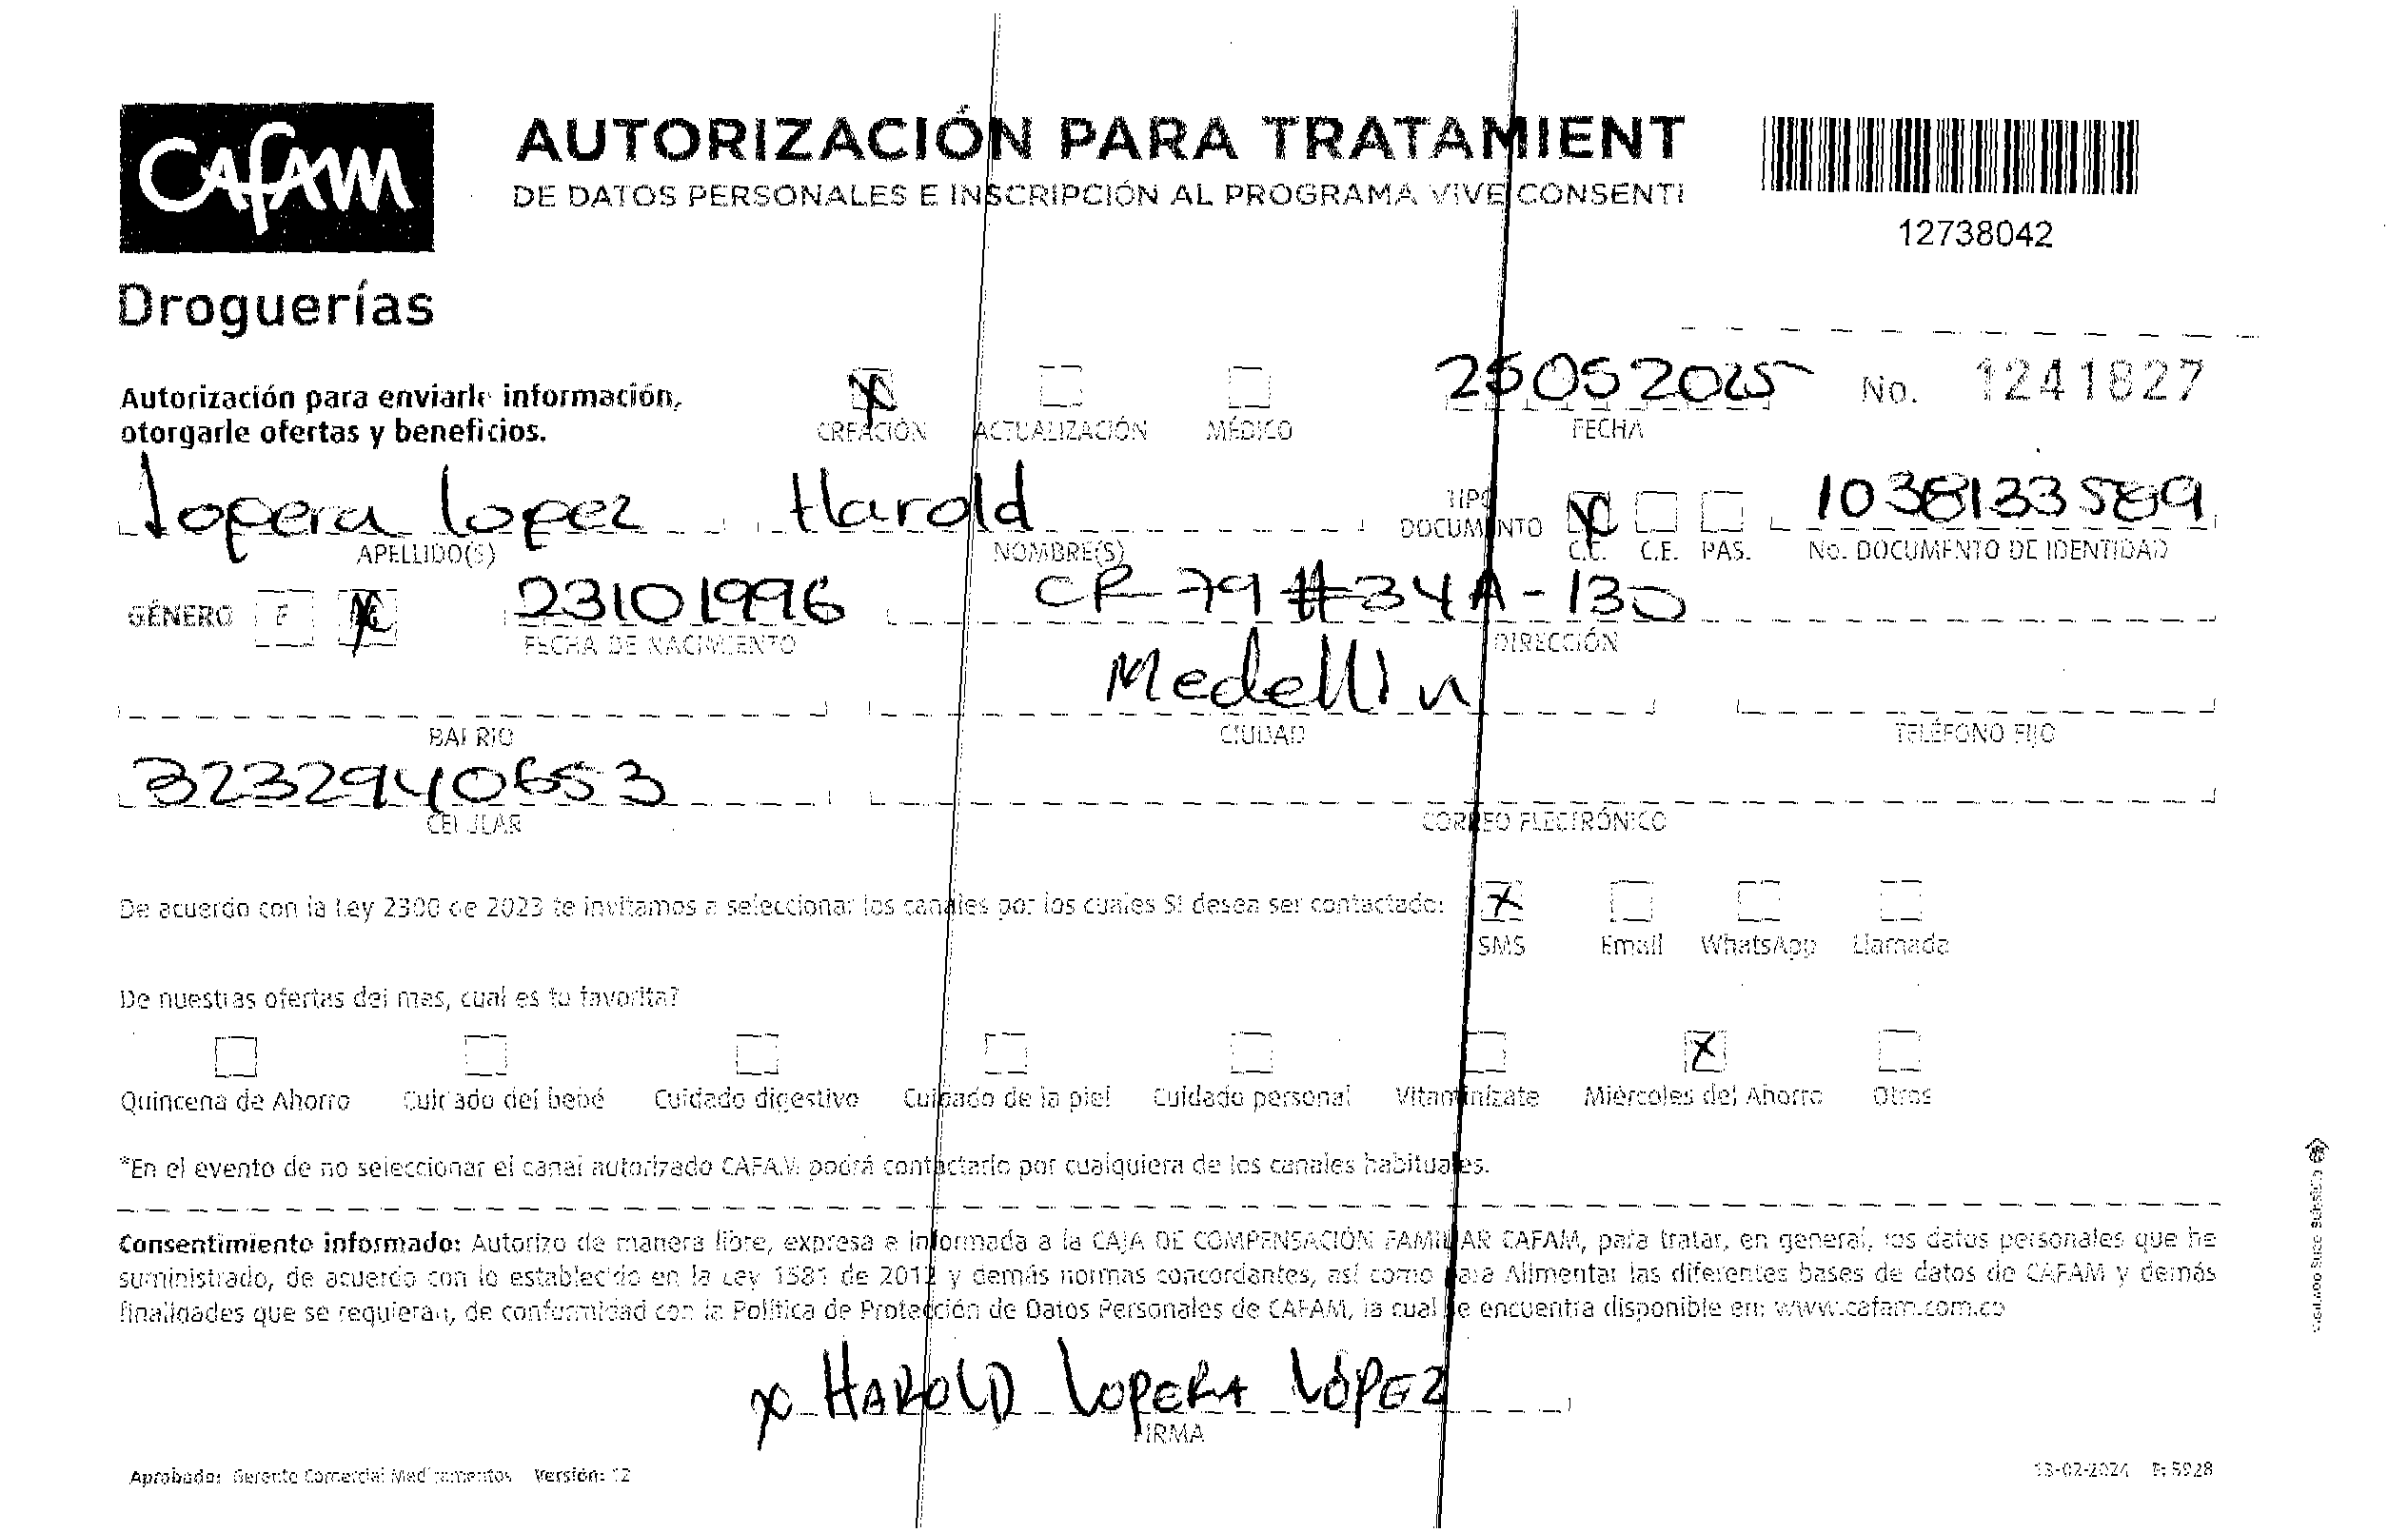 CAFAM
Droguerías
AUTORIZACIÓN PARA TRATAMIENT
DE DATOS PERSONALES E INSCRIPCIÓN AL PROGRAMA VIVE CONSENTI
12738042
Autorización para enviarle información,
otorgarle ofertas y beneficios.
X CREACIÓN ACTUALIZACIÓN MÉDICO
25052025 FECHA
No. 1241827
Lopera Lopez APELLIDO(S)
Harold NOMBRE(S)
TIPO DOCUMENTO X C.C. C.E. PAS.
1038133589 No. DOCUMENTO DE IDENTIDAD
GÉNERO F X
23101996 FECHA DE NACIMIENTO
CR 79 #34A-130 DIRECCIÓN
BARRIO
Medellin CIUDAD
TELÉFONO FIJO
3232940653 CELULAR
CORREO ELECTRÓNICO
De acuerdo con la Ley 2300 de 2023 te invitamos a seleccionar los canales por los cuales SI desea ser contactado:
X SMS Email WhatsApp Llamada
De nuestras ofertas del mes, cual es tu favorita?
Quincena de Ahorro Cuidado del bebé Cuidado digestivo Cuidado de la piel Cuidado personal Vitaminízate X Miércoles del Ahorro Otros
*En el evento de no seleccionar el canal autorizado CAFAM podrá contactarlo por cualquiera de los canales habituales.
Consentimiento informado: Autorizo de manera libre, expresa e informada a la CAJA DE COMPENSACIÓN FAMILIAR CAFAM, para tratar, en general, los datos personales que he
suministrado, de acuerdo con lo establecido en la Ley 1581 de 2012 y demás normas concordantes, así como para Alimentar las diferentes bases de datos de CAFAM y demás
finalidades que se requieran, de conformidad con la Política de Protección de Datos Personales de CAFAM, la cual se encuentra disponible en: www.cafam.com.co
X HAROLD LOPERA LÓPEZ
FIRMA
Aprobado: Gerente Comercial Medicamentos Versión: 12
13-02-2024 P: 5928